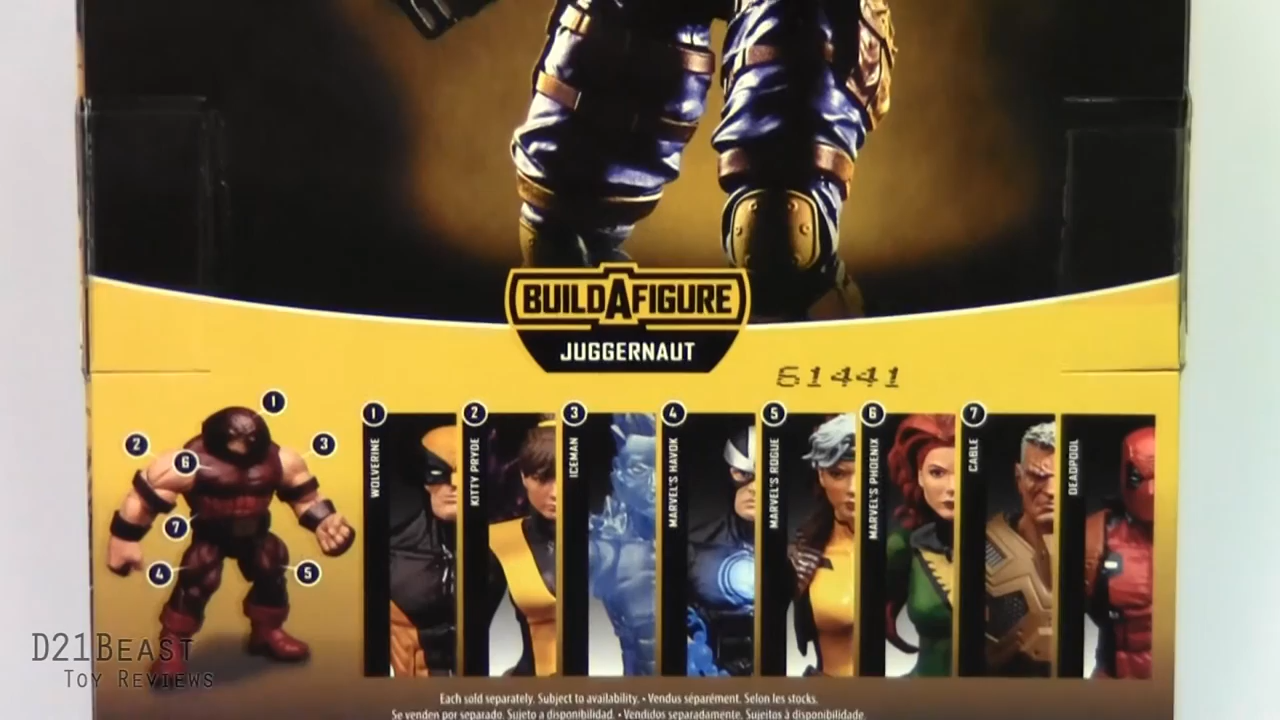 BUILD A FIGURE
JUGGERNAUT
61441
1
2
3
6
7
4
5
1 WOLVERINE
2 KITTY PRYDE
3 ICEMAN
4 MARVEL'S HAVOK
5 MARVEL'S ROGUE
6 MARVEL'S PHOENIX
7 CABLE
DEADPOOL
D21BEAST
TOY REVIEWS
Each sold separately. Subject to availability. • Vendus séparément. Selon les stocks.
Se venden por separado. Sujeto a disponibilidad. • Vendidos separadamente. Sujeitos à disponibilidade.